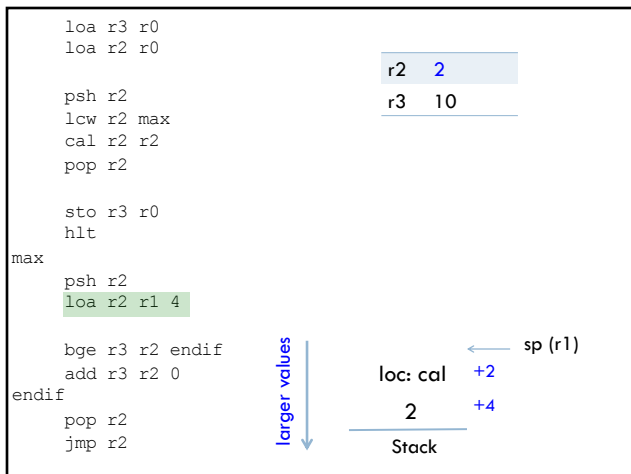 loa r3 r0
loa r2 r0
psh r2
lcw r2 max
cal r2 r2
pop r2
sto r3 r0
hlt
max
psh r2
loa r2 r1 4
bge r3 r2 endif
add r3 r2 0
endif
pop r2
jmp r2
r2 2
r3 10
larger values
sp (r1)
loc: cal +2
2 +4
Stack